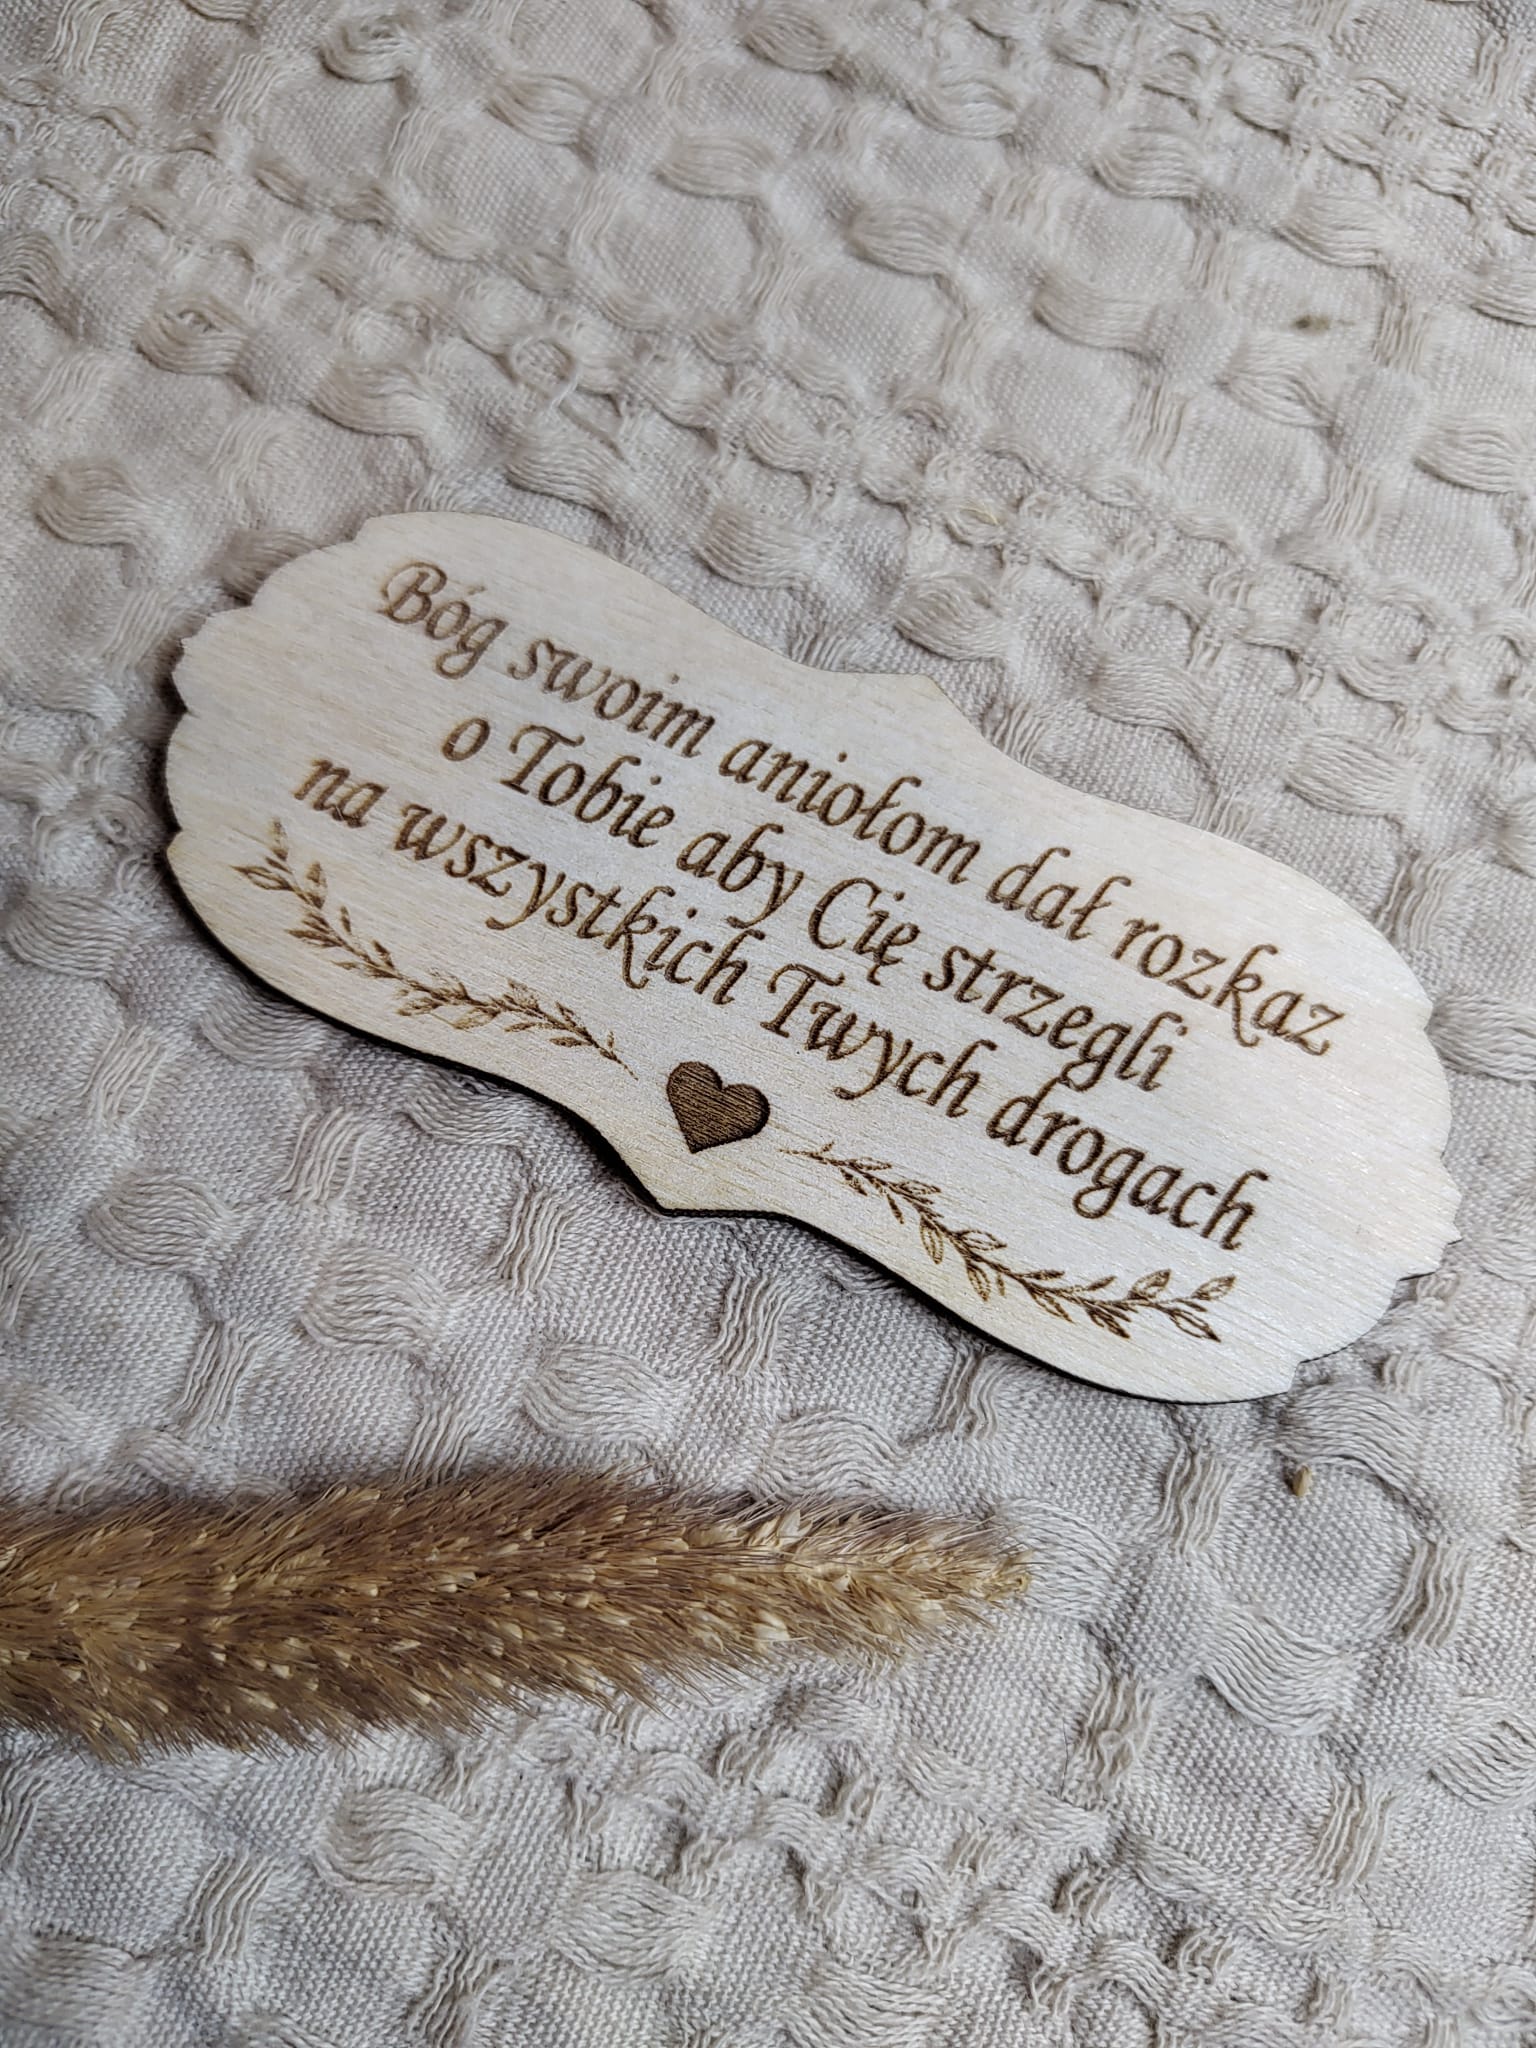 Bóg swoim aniołom dał rozkaz
o Tobie aby Cię strzegli
na wszystkich Twych drogach